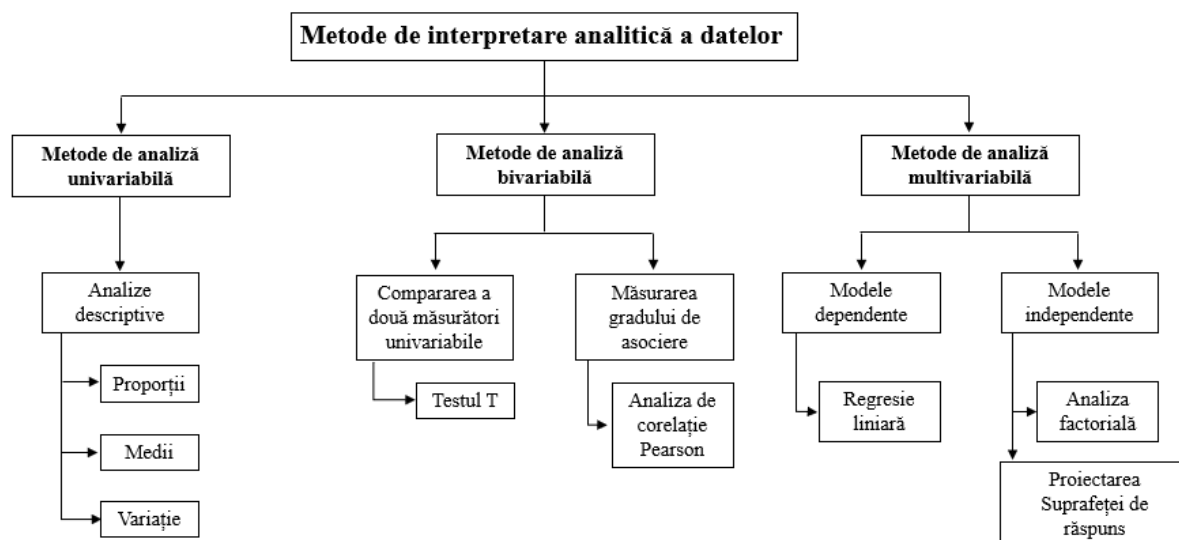 Metode de interpretare analitică a datelor
Metode de analiză
univariabilă
Metode de analiză
bivariabilă
Metode de analiză
multivariabilă
Analize
descriptive
Compararea a
două măsurători
univariabile
Măsurarea
gradului de
asociere
Modele
dependente
Modele
independente
Proporții
Medii
Variație
Testul T
Analiza de
corelație
Pearson
Regresie
liniară
Analiza
factorială
Proiectarea
Suprafeței de
răspuns